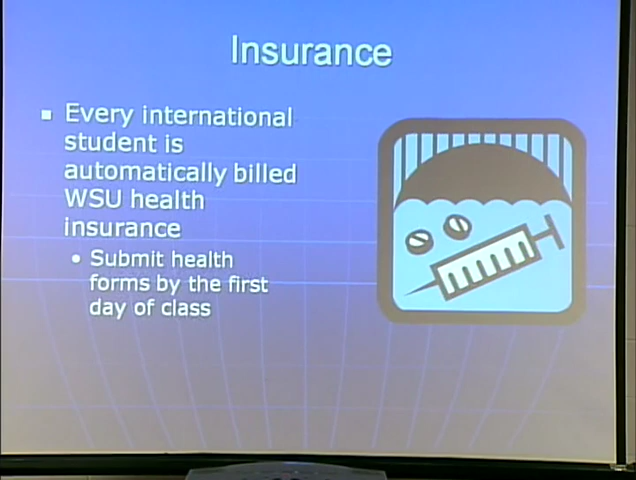 Insurance
Every international
student is
automatically billed
WSU health
insurance
Submit health
forms by the first
day of class